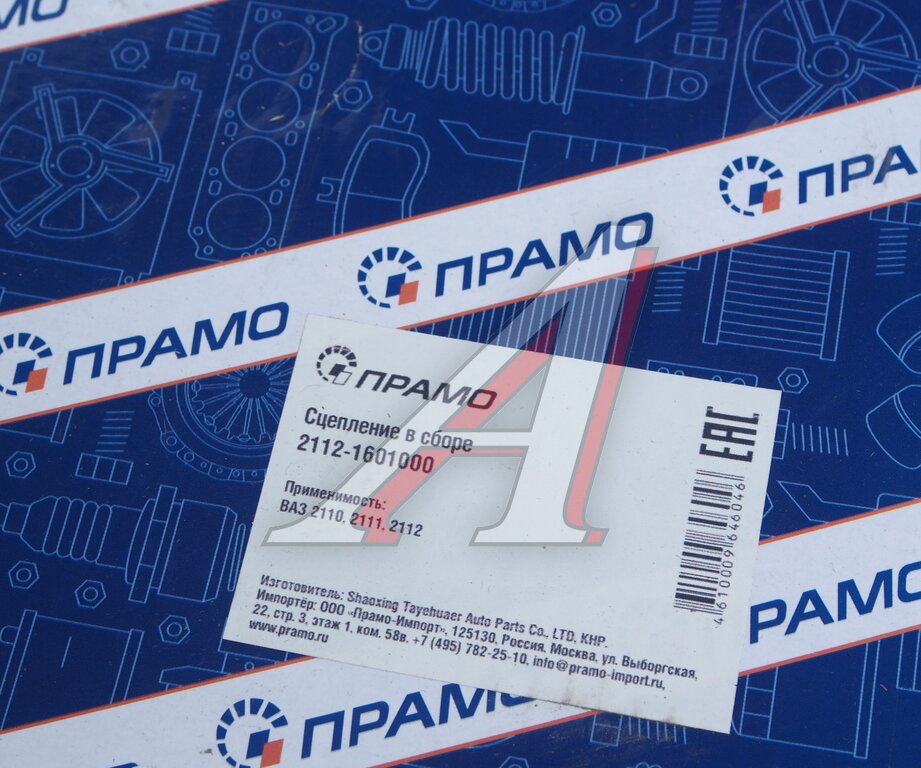 ПРАМО
ПРАМО
ПРАМО
ПРАМО
Сцепление в сборе
2112-1601000
Применимость:
ВАЗ 2110, 2111, 2112
EAC
4610009646046
Изготовитель: Shaoxing Tayehuaer Auto Parts Co., LTD, КНР.
Импортёр: ООО «Прамо-Импорт», 125130, Россия, Москва, ул. Выборгская,
22, стр. 3, этаж 1, ком. 58в. +7 (495) 782-25-10, info@pramo-import.ru,
www.pramo.ru
ПРАМО
ПРАМО